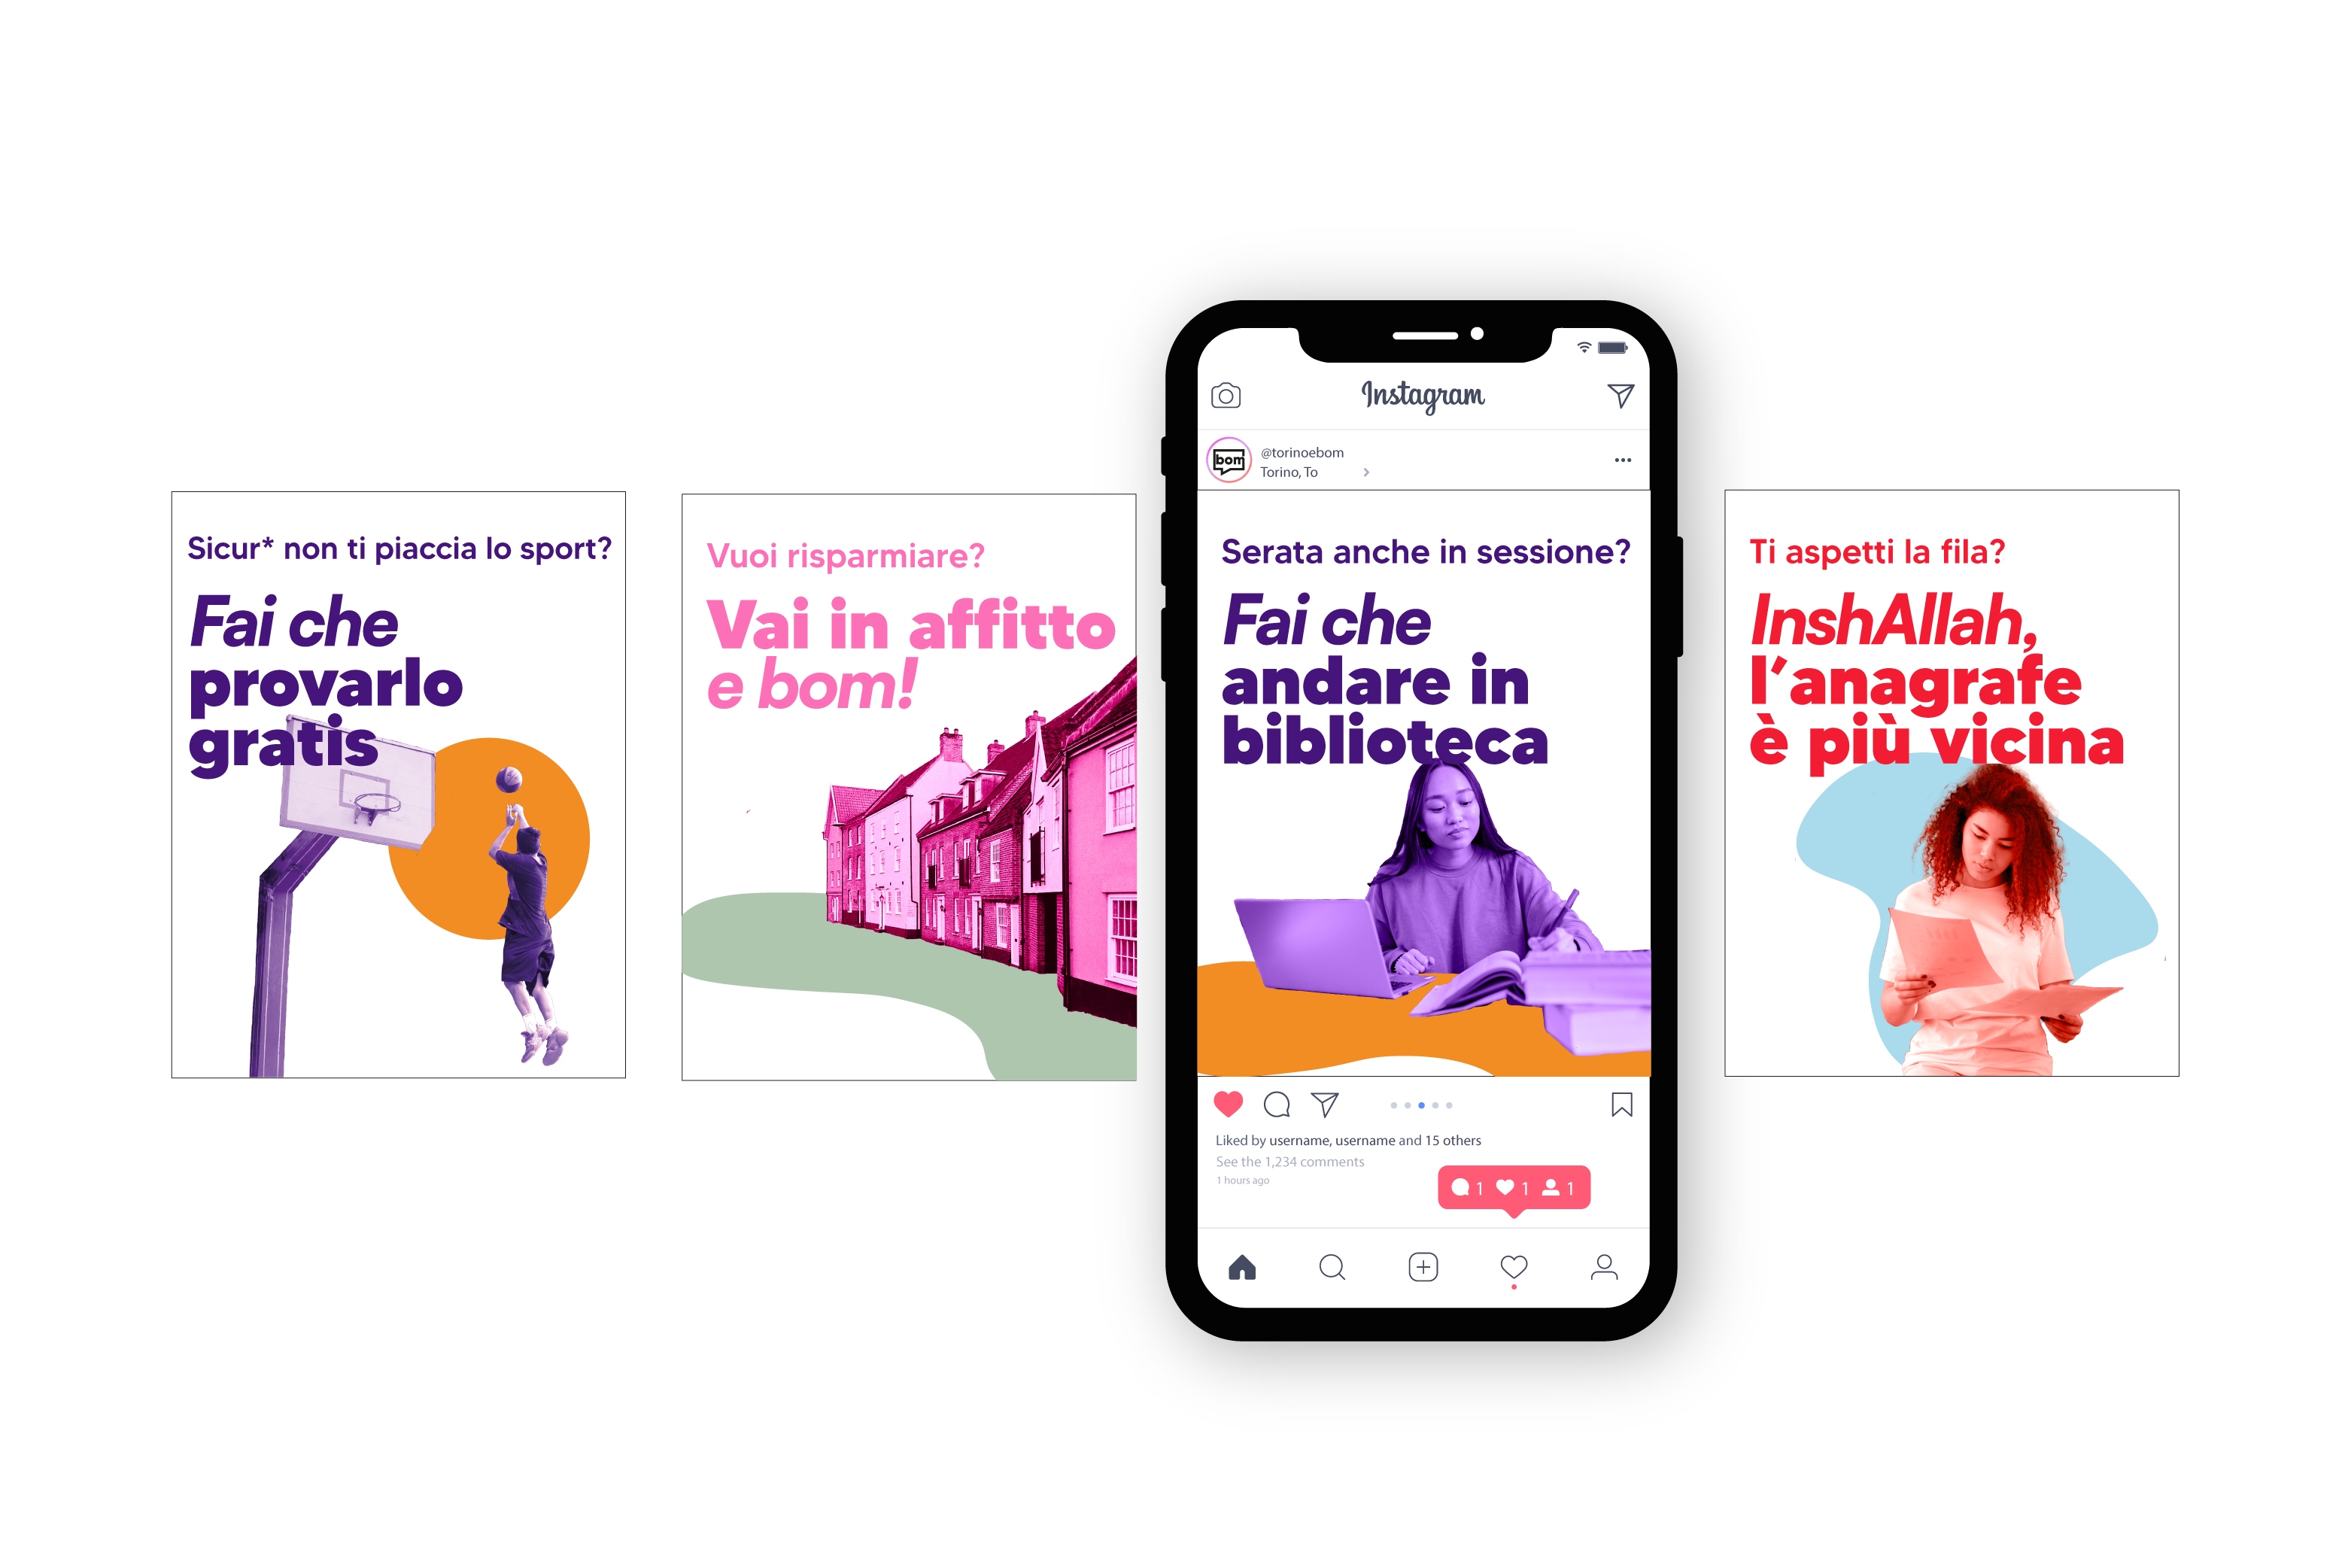 Sicur* non ti piaccia lo sport?
Fai che
provarlo
gratis
Vuoi risparmiare?
Vai in affitto
e bom!
Instagram
bom
@torinoebom
Torino, To
Serata anche in sessione?
Fai che
andare in
biblioteca
Liked by username, username and 15 others
See the 1,234 comments
1 hours ago
1 1 1
Ti aspetti la fila?
InshAllah,
l’anagrafe
è più vicina